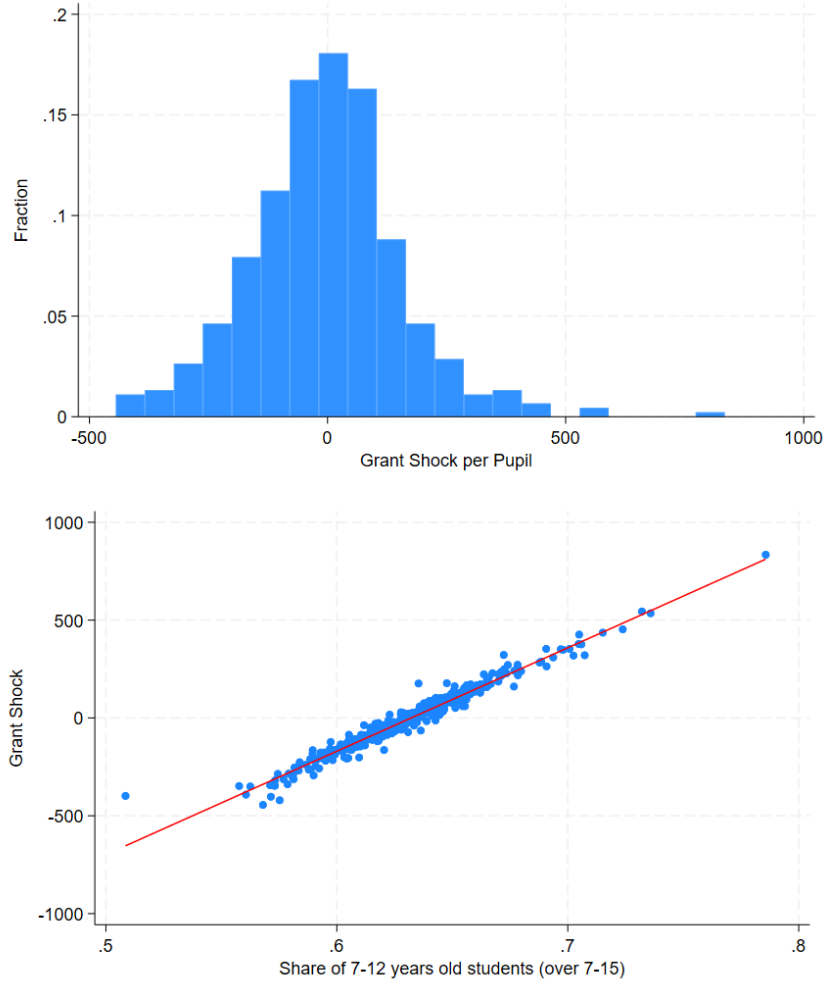 .2
.15
.1
.05
0
Fraction
-500 0 500 1000
Grant Shock per Pupil
1000
500
0
-500
-1000
Grant Shock
.5 .6 .7 .8
Share of 7-12 years old students (over 7-15)